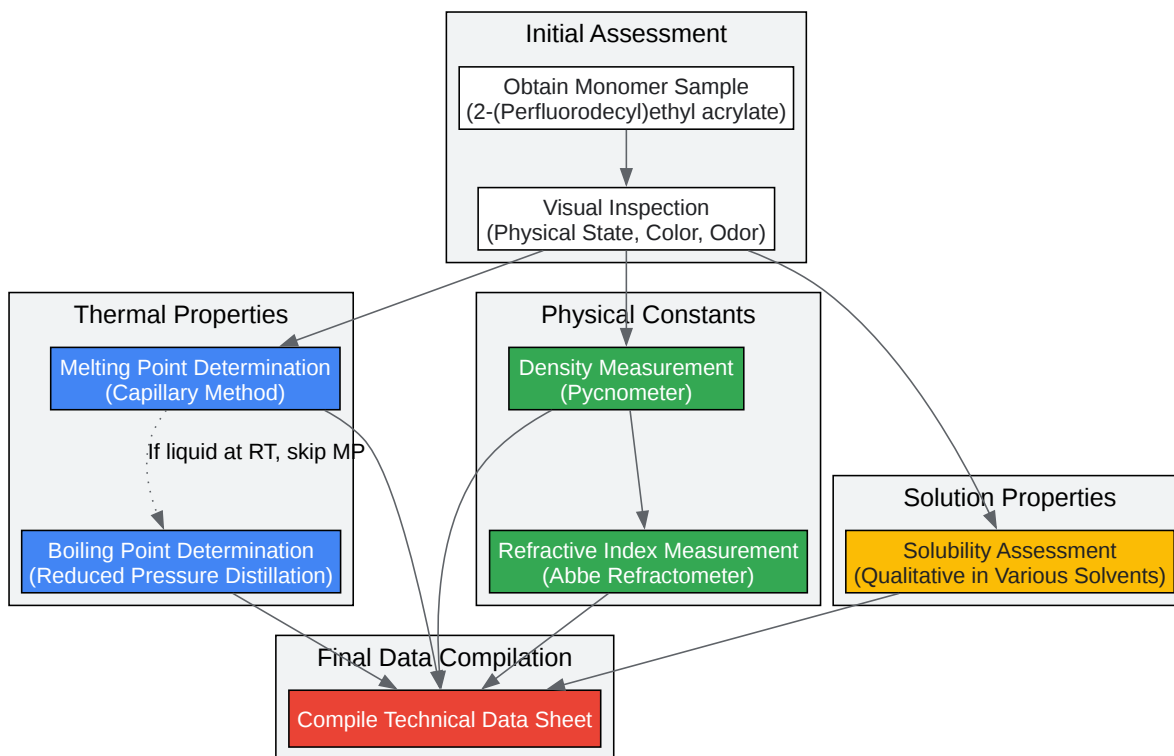 Initial Assessment
Obtain Monomer Sample
(2-(Perfluorodecyl)ethyl acrylate)
Visual Inspection
(Physical State, Color, Odor)
Thermal Properties
Melting Point Determination
(Capillary Method)
If liquid at RT, skip MP
Boiling Point Determination
(Reduced Pressure Distillation)
Physical Constants
Density Measurement
(Pycnometer)
Refractive Index Measurement
(Abbe Refractometer)
Solution Properties
Solubility Assessment
(Qualitative in Various Solvents)
Final Data Compilation
Compile Technical Data Sheet